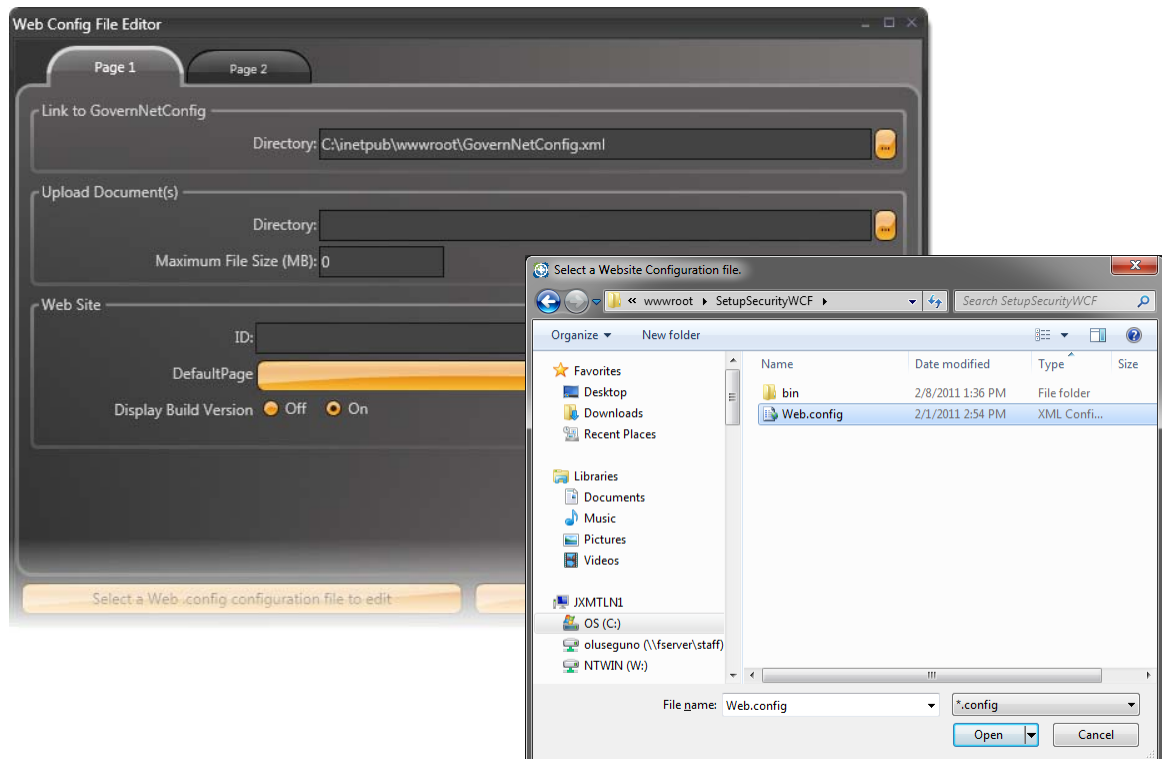 Web Config File Editor
Page 1
Page 2
Link to GovernNetConfig
Directory: C:\inetpub\wwwroot\GovernNetConfig.xml ...
Upload Document(s)
Directory: ...
Maximum File Size (MB): 0
Web Site
ID:
DefaultPage
Display Build Version Off On
Select a Web .config configuration file to edit
Select a Website Configuration file.
« wwwroot SetupSecurityWCF
Search SetupSecurityWCF
Organize New folder
Favorites
Desktop
Downloads
Recent Places
Libraries
Documents
Music
Pictures
Videos
JXMTLN1
OS (C:)
oluseguno (\\fserver\staff)
NTWIN (W:)
Name Date modified Type Size
bin 2/8/2011 1:36 PM File folder
Web.config 2/1/2011 2:54 PM XML Confi...
File name: Web.config *.config
Open Cancel